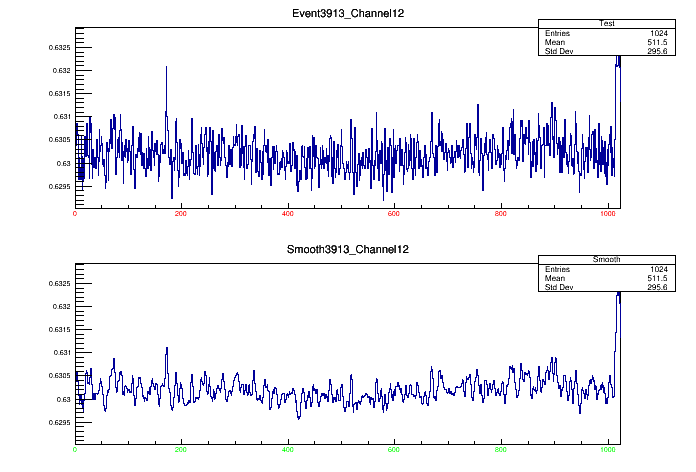 Event3913_Channel12
Test
Entries 1024
Mean 511.5
Std Dev 295.6
0.6325
0.632
0.6315
0.631
0.6305
0.63
0.6295
0 200 400 600 800 1000
Smooth3913_Channel12
Smooth
Entries 1024
Mean 511.5
Std Dev 295.6
0.6325
0.632
0.6315
0.631
0.6305
0.63
0.6295
0 200 400 600 800 1000